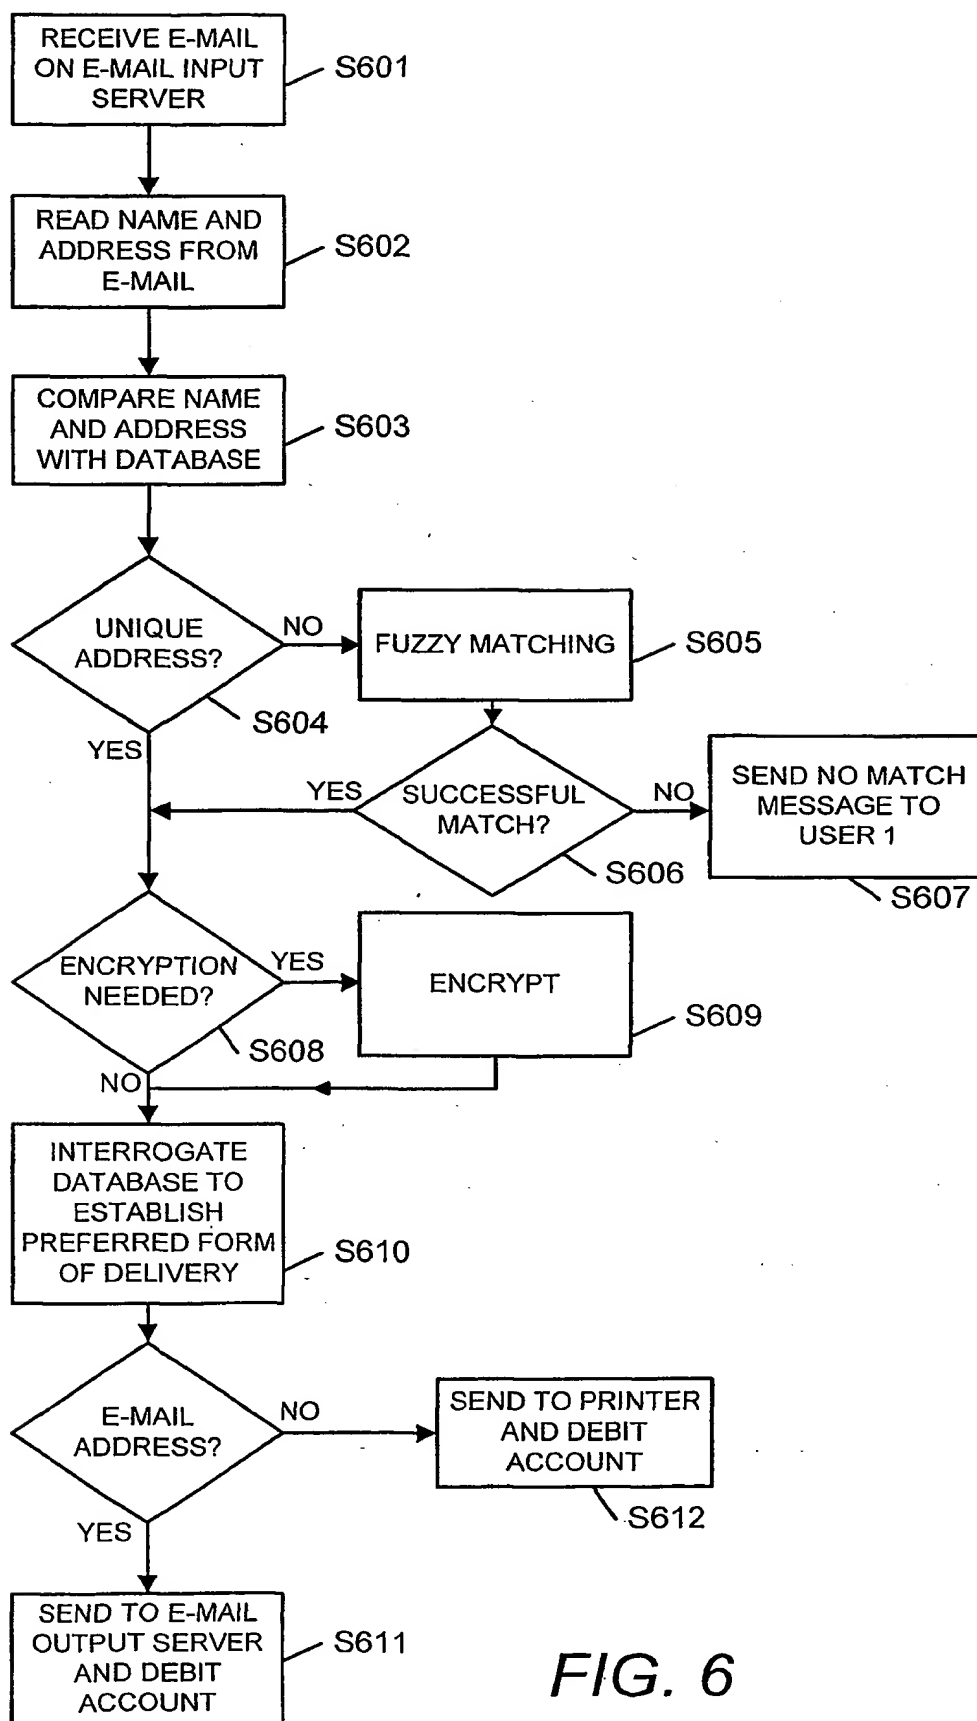 RECEIVE E-MAIL
ON E-MAIL INPUT
SERVER
S601
READ NAME AND
ADDRESS FROM
E-MAIL
S602
COMPARE NAME
AND ADDRESS
WITH DATABASE
S603
UNIQUE
ADDRESS?
NO
S604
YES
FUZZY MATCHING
S605
SUCCESSFUL
MATCH?
YES
NO
S606
SEND NO MATCH
MESSAGE TO
USER 1
S607
ENCRYPTION
NEEDED?
YES
S608
NO
ENCRYPT
S609
INTERROGATE
DATABASE TO
ESTABLISH
PREFERRED FORM
OF DELIVERY
S610
E-MAIL
ADDRESS?
NO
YES
SEND TO PRINTER
AND DEBIT
ACCOUNT
S612
SEND TO E-MAIL
OUTPUT SERVER
AND DEBIT
ACCOUNT
S611
FIG. 6